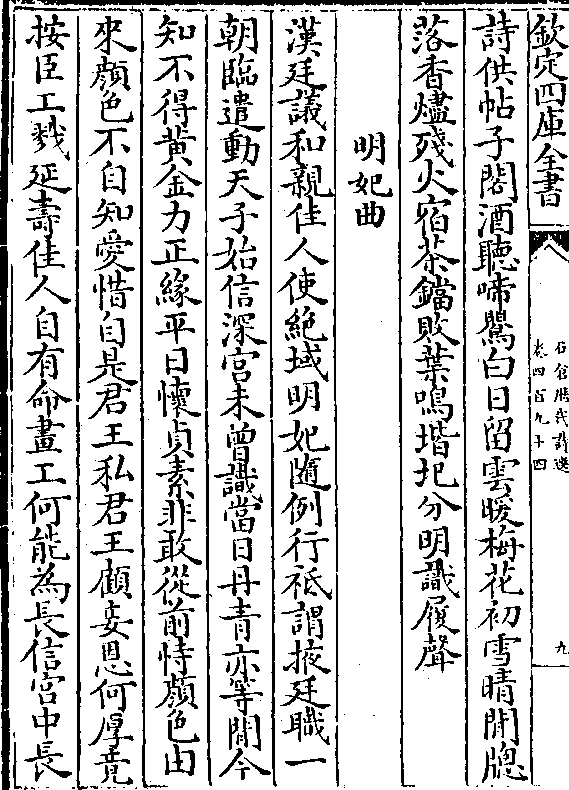 欽定四庫全書
石倉歷代詩選
卷四百九十四
九
詩供帖子閣酒聽啼鶯白日留雲暖梅花初雪晴閒牕
落香燼殘火宿茶鐺敗葉鳴堦圯分明識履聲
明妃曲
漢廷議和親佳人使絶域明妃隨例行祗謂掖廷職一
朝臨遣動天子始信深宮未曾識當日丹青亦等閒今
知不得黄金力正緣平日懷貞素非敢從前恃顔色由
來顔色不自知愛惜自是君王私君王顧妾恩何厚竟
按臣工戮延壽佳人自有命畫工何能為長信宫中長